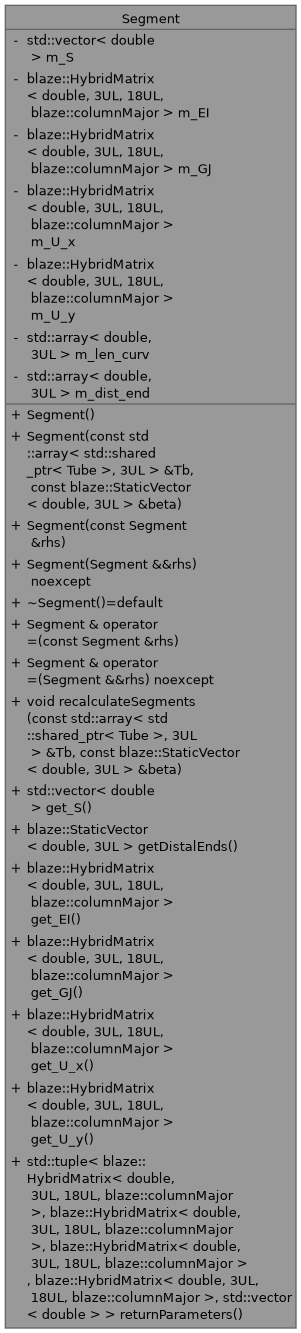 Segment
- std::vector< double
> m_S
- blaze::HybridMatrix
< double, 3UL, 18UL,
blaze::columnMajor > m_EI
- blaze::HybridMatrix
< double, 3UL, 18UL,
blaze::columnMajor > m_GJ
- blaze::HybridMatrix
< double, 3UL, 18UL,
blaze::columnMajor >
m_U_x
- blaze::HybridMatrix
< double, 3UL, 18UL,
blaze::columnMajor >
m_U_y
- std::array< double,
3UL > m_len_curv
- std::array< double,
3UL > m_dist_end
+ Segment()
+ Segment(const std
::array< std::shared
_ptr< Tube >, 3UL > &Tb,
const blaze::StaticVector
< double, 3UL > &beta)
+ Segment(const Segment
&rhs)
+ Segment(Segment &&rhs)
noexcept
+ ~Segment()=default
+ Segment & operator
=(const Segment &rhs)
+ Segment & operator
=(Segment &&rhs) noexcept
+ void recalculateSegments
(const std::array< std
::shared_ptr< Tube >, 3UL
> &Tb, const blaze::StaticVector
< double, 3UL > &beta)
+ std::vector< double
> get_S()
+ blaze::StaticVector
< double, 3UL > getDistalEnds()
+ blaze::HybridMatrix
< double, 3UL, 18UL,
blaze::columnMajor >
get_EI()
+ blaze::HybridMatrix
< double, 3UL, 18UL,
blaze::columnMajor >
get_GJ()
+ blaze::HybridMatrix
< double, 3UL, 18UL,
blaze::columnMajor >
get_U_x()
+ blaze::HybridMatrix
< double, 3UL, 18UL,
blaze::columnMajor >
get_U_y()
+ std::tuple< blaze::
HybridMatrix< double,
3UL, 18UL, blaze::columnMajor
>, blaze::HybridMatrix< double,
3UL, 18UL, blaze::columnMajor
>, blaze::HybridMatrix< double,
3UL, 18UL, blaze::columnMajor >
, blaze::HybridMatrix< double, 3UL,
18UL, blaze::columnMajor >, std::vector
< double > > returnParameters()